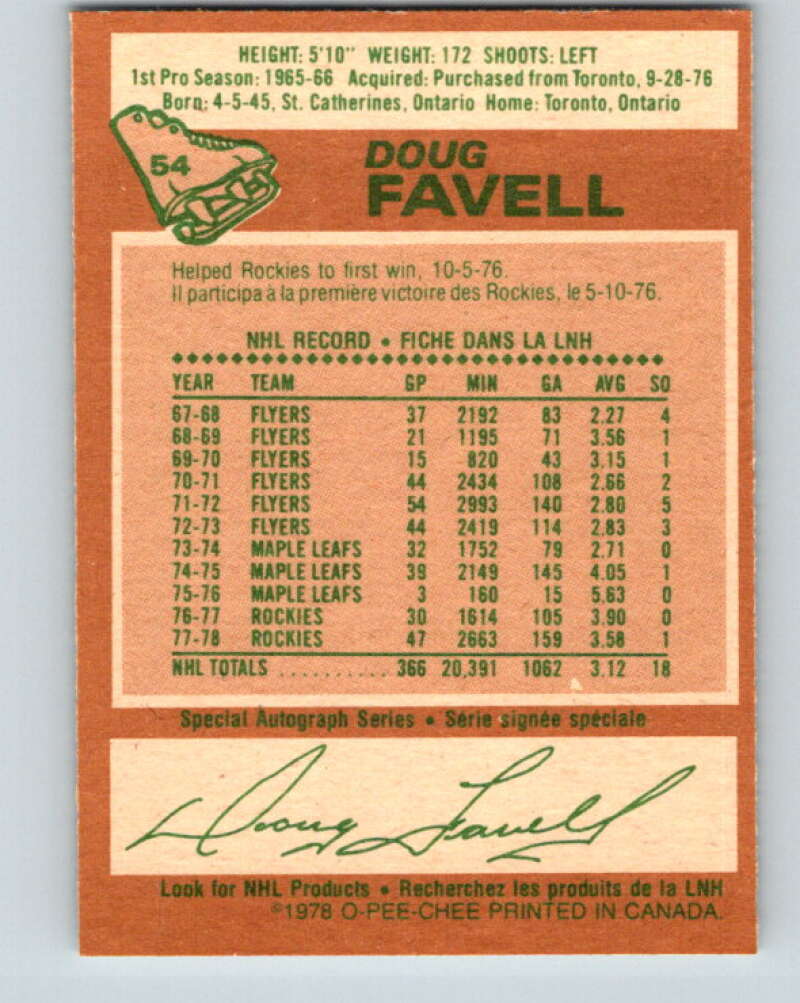 HEIGHT: 5'10" WEIGHT: 172 SHOOTS: LEFT
1st Pro Season: 1965-66 Acquired: Purchased from Toronto, 9-28-76
Born: 4-5-45, St. Catherines, Ontario Home: Toronto, Ontario
54
DOUG
FAVELL
Helped Rockies to first win, 10-5-76.
Il participa à la première victoire des Rockies, le 5-10-76.
NHL RECORD • FICHE DANS LA LNH
YEAR TEAM GP MIN GA AVG SO
67-68 FLYERS 37 2192 83 2.27 4
68-69 FLYERS 21 1195 71 3.56 1
69-70 FLYERS 15 820 43 3.15 1
70-71 FLYERS 44 2434 108 2.66 2
71-72 FLYERS 54 2993 140 2.80 5
72-73 FLYERS 44 2419 114 2.83 3
73-74 MAPLE LEAFS 32 1752 79 2.71 0
74-75 MAPLE LEAFS 39 2149 145 4.05 1
75-76 MAPLE LEAFS 3 160 15 5.63 0
76-77 ROCKIES 30 1614 105 3.90 0
77-78 ROCKIES 47 2663 159 3.58 1
NHL TOTALS .......... 366 20,391 1062 3.12 18
Special Autograph Series • Série signée spéciale
Doug Favell
Look for NHL Products • Recherchez les produits de la LNH
©1978 O-PEE-CHEE PRINTED IN CANADA.